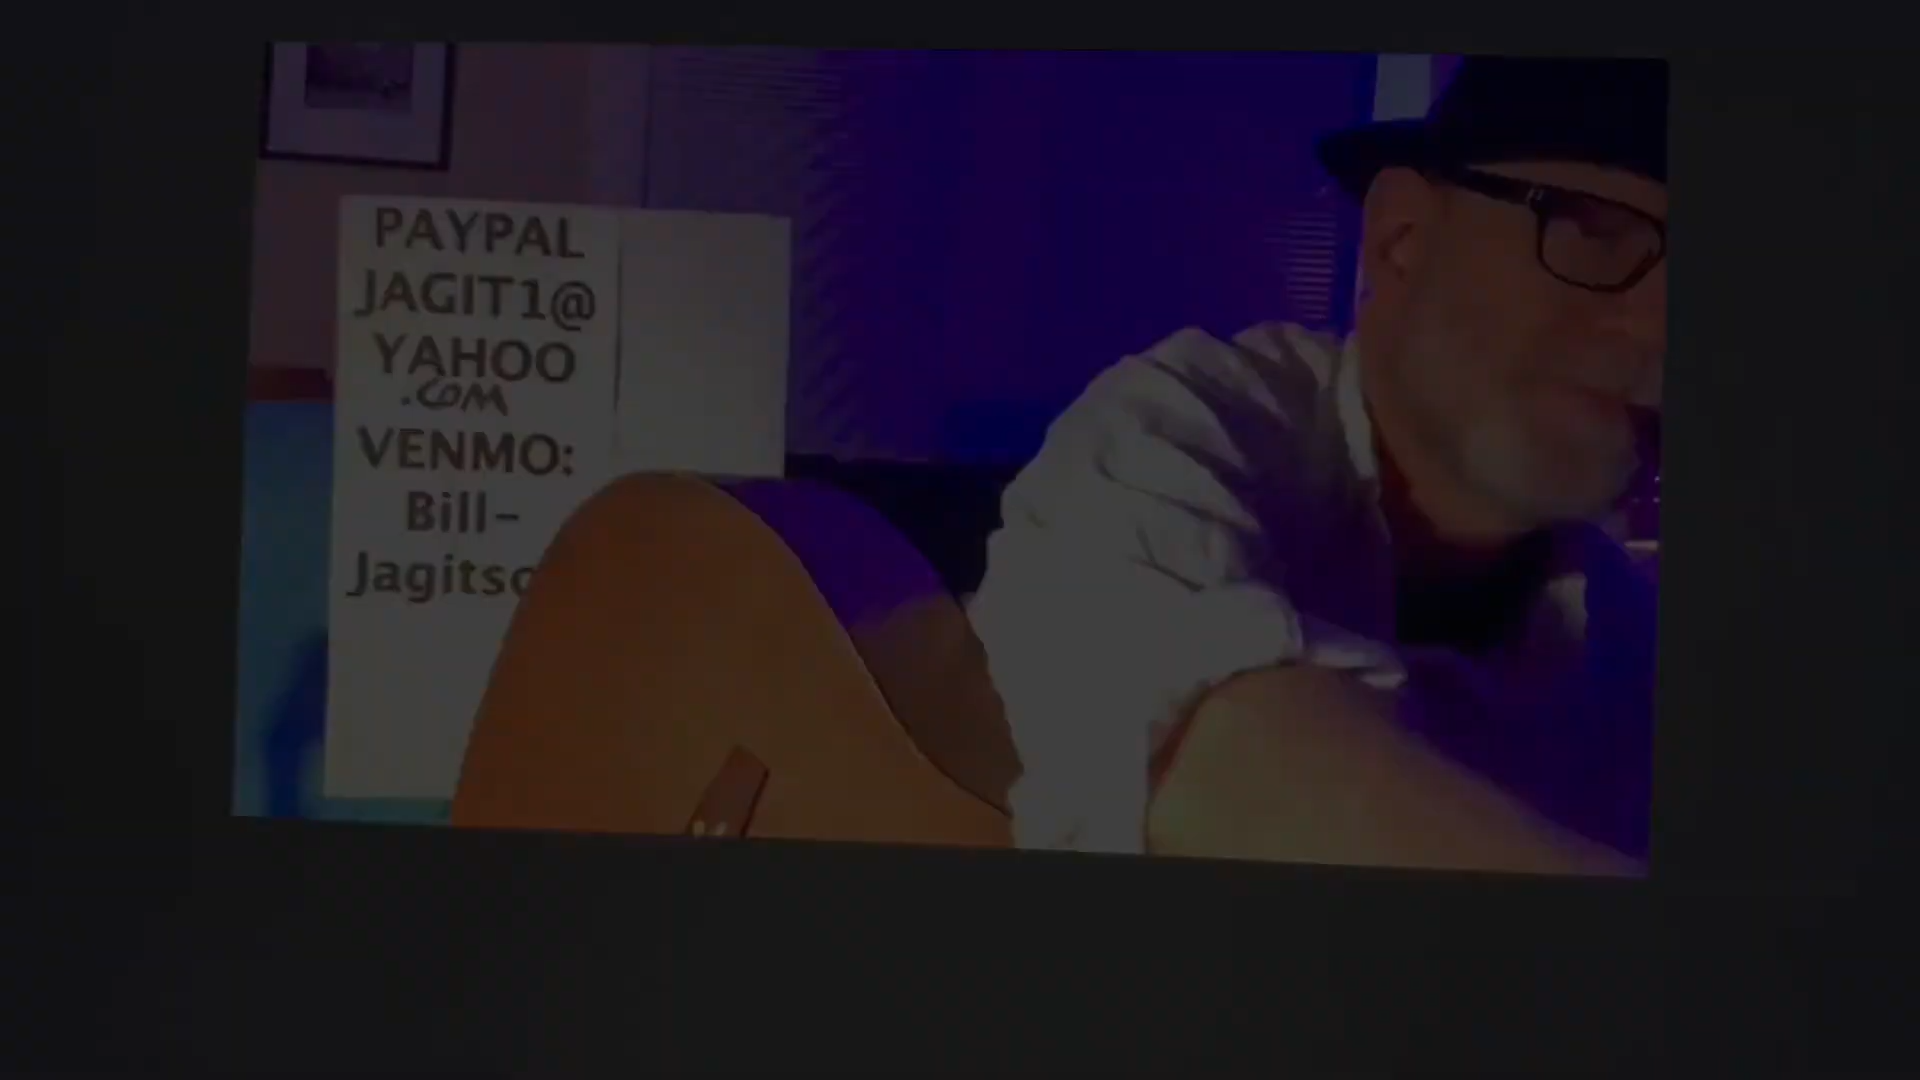 PAYPAL
JAGIT1@
YAHOO
.COM
VENMO:
Bill-